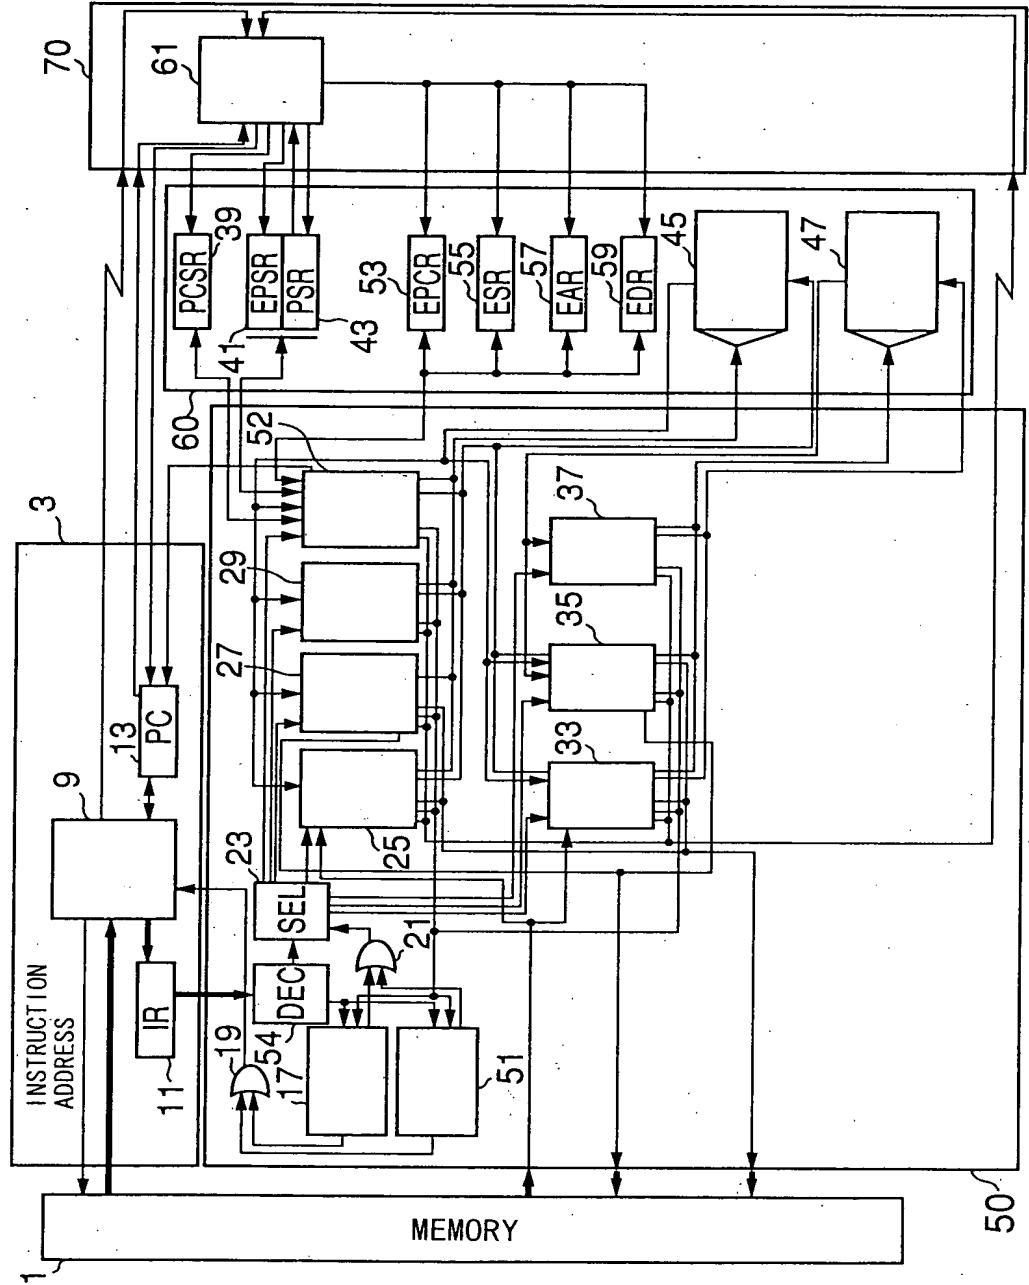 70
61
PCSR
39
EPSR
PSR
41
43
EPCR
53
ESR
55
EAR
57
EDR
59
45
47
60
3
52
29
27
25
37
35
33
13
PC
9
23
SEL
21
DEC
54
IR
11
19
17
51
INSTRUCTION
ADDRESS
MEMORY
1
50